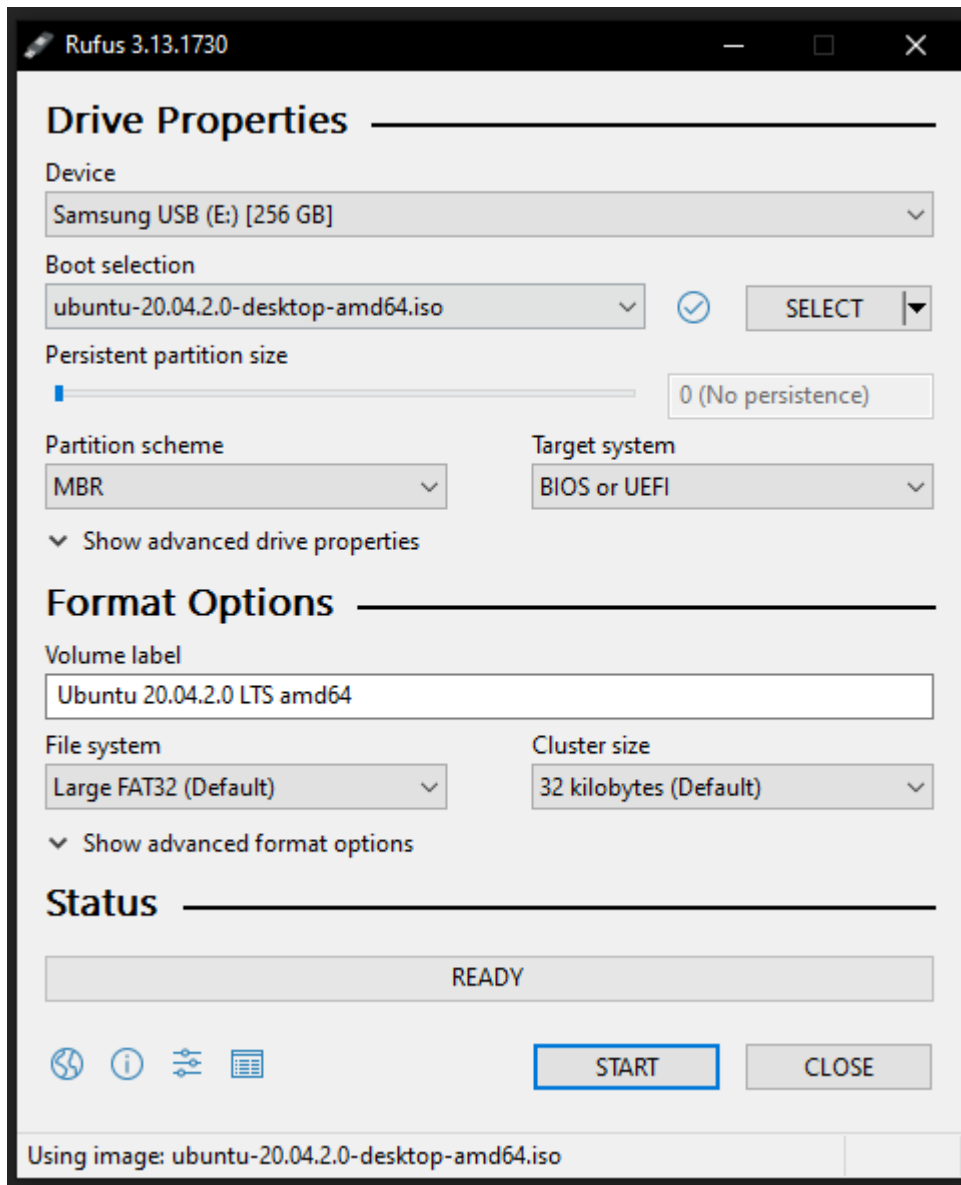 Rufus 3.13.1730
Drive Properties
Device
Samsung USB (E:) [256 GB]
Boot selection
ubuntu-20.04.2.0-desktop-amd64.iso
SELECT
Persistent partition size
0 (No persistence)
Partition scheme
Target system
MBR
BIOS or UEFI
Show advanced drive properties
Format Options
Volume label
Ubuntu 20.04.2.0 LTS amd64
File system
Cluster size
Large FAT32 (Default)
32 kilobytes (Default)
Show advanced format options
Status
READY
START
CLOSE
Using image: ubuntu-20.04.2.0-desktop-amd64.iso